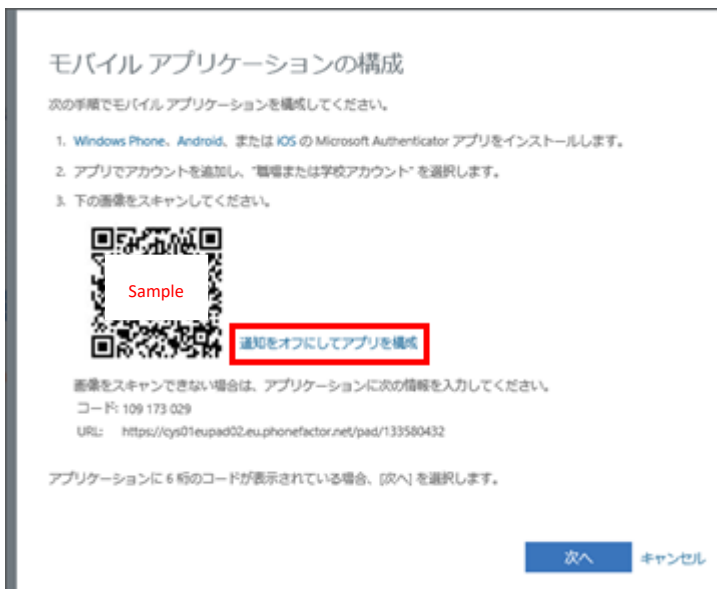 モバイル アプリケーションの構成
次の手順でモバイル アプリケーションを構成してください。
1. Windows Phone、Android、または iOS の Microsoft Authenticator アプリをインストールします。
2. アプリでアカウントを追加し、"職場または学校アカウント" を選択します。
3. 下の画像をスキャンしてください。
Sample
通知をオフにしてアプリを構成
画像をスキャンできない場合は、アプリケーションに次の情報を入力してください。
コード: 109 173 029
URL: https://cys01eupad02.eu.phonefactor.net/pad/133580432
アプリケーションに 6 桁のコードが表示されている場合、[次へ] を選択します。
次へ キャンセル